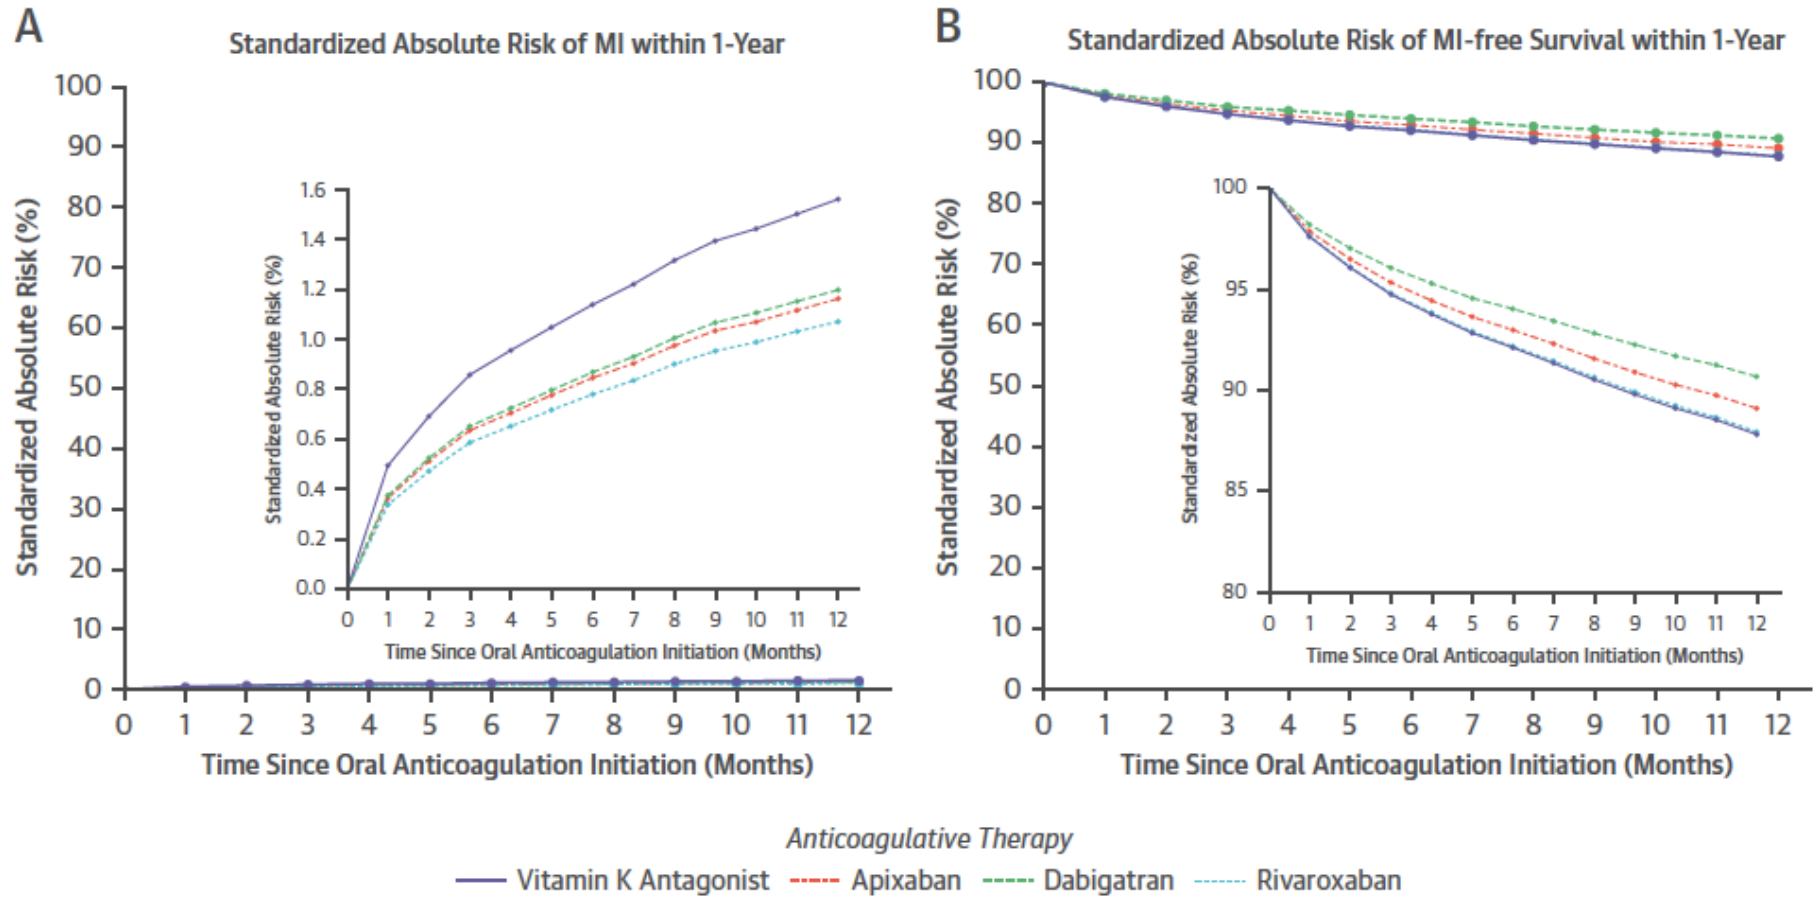 A
Standardized Absolute Risk of MI within 1-Year
Standardized Absolute Risk (%)
100
90
80
70
60
50
40
30
20
10
0
0 1 2 3 4 5 6 7 8 9 10 11 12
Time Since Oral Anticoagulation Initiation (Months)
Standardized Absolute Risk (%)
1.6
1.4
1.2
1.0
0.8
0.6
0.4
0.2
0.0
0 1 2 3 4 5 6 7 8 9 10 11 12
Time Since Oral Anticoagulation Initiation (Months)
B
Standardized Absolute Risk of MI-free Survival within 1-Year
Standardized Absolute Risk (%)
100
90
80
70
60
50
40
30
20
10
0
0 1 2 3 4 5 6 7 8 9 10 11 12
Time Since Oral Anticoagulation Initiation (Months)
Standardized Absolute Risk (%)
100
95
90
85
80
0 1 2 3 4 5 6 7 8 9 10 11 12
Time Since Oral Anticoagulation Initiation (Months)
Anticoagulative Therapy
Vitamin K Antagonist Apixaban Dabigatran Rivaroxaban